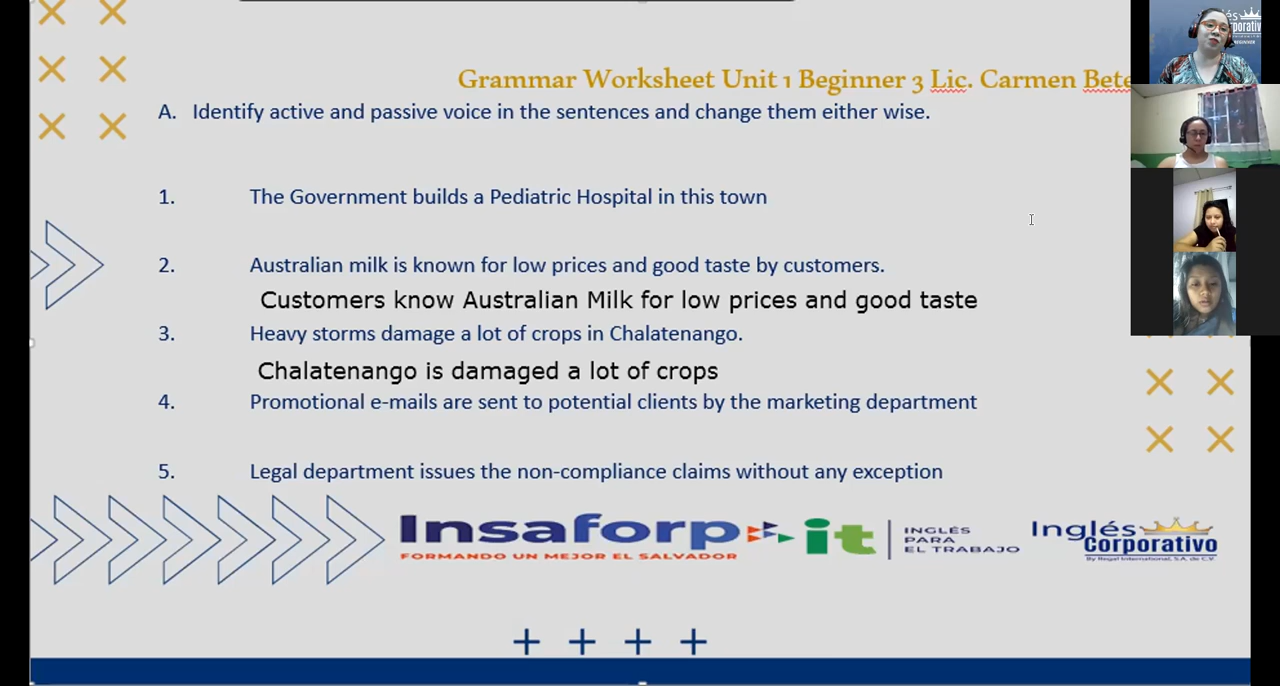 Grammar Worksheet Unit 1 Beginner 3 Lic. Carmen Bete
A. Identify active and passive voice in the sentences and change them either wise.
1. The Government builds a Pediatric Hospital in this town
2. Australian milk is known for low prices and good taste by customers.
Customers know Australian Milk for low prices and good taste
3. Heavy storms damage a lot of crops in Chalatenango.
Chalatenango is damaged a lot of crops
4. Promotional e-mails are sent to potential clients by the marketing department
5. Legal department issues the non-compliance claims without any exception
Insaforp
FORMANDO UN MEJOR EL SALVADOR
it
INGLÉS
PARA
EL TRABAJO
Inglés
Corporativo